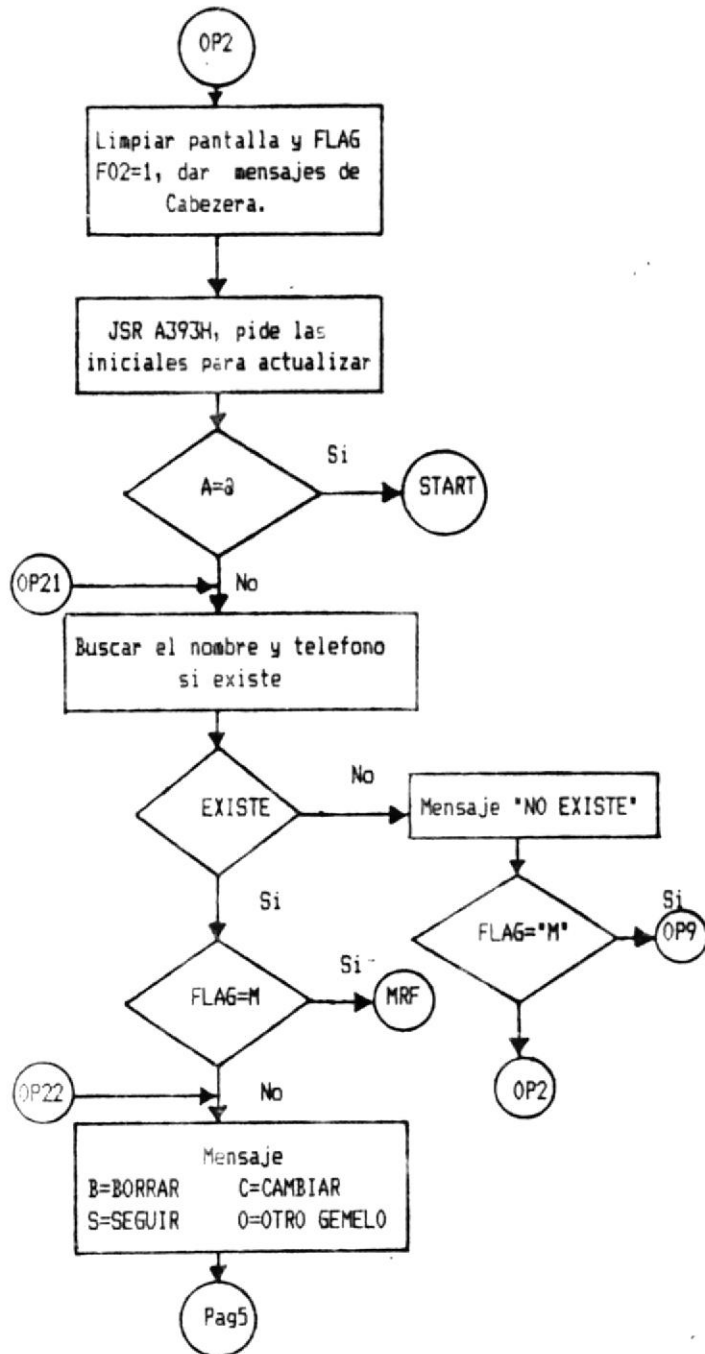 OP2
Limpiar pantalla y FLAG
F02=1, dar mensajes de
Cabezera.
JSR A393H, pide las
iniciales para actualizar
Si
A=@
START
OP21
No
Buscar el nombre y telefono
si existe
No
EXISTE
Mensaje "NO EXISTE"
Si
Si
FLAG="M"
OP9
Si
FLAG=M
MRF
OP22
No
OP2
Mensaje
B=BORRAR C=CAMBIAR
S=SEGUIR O=OTRO GEMELO
Pag5